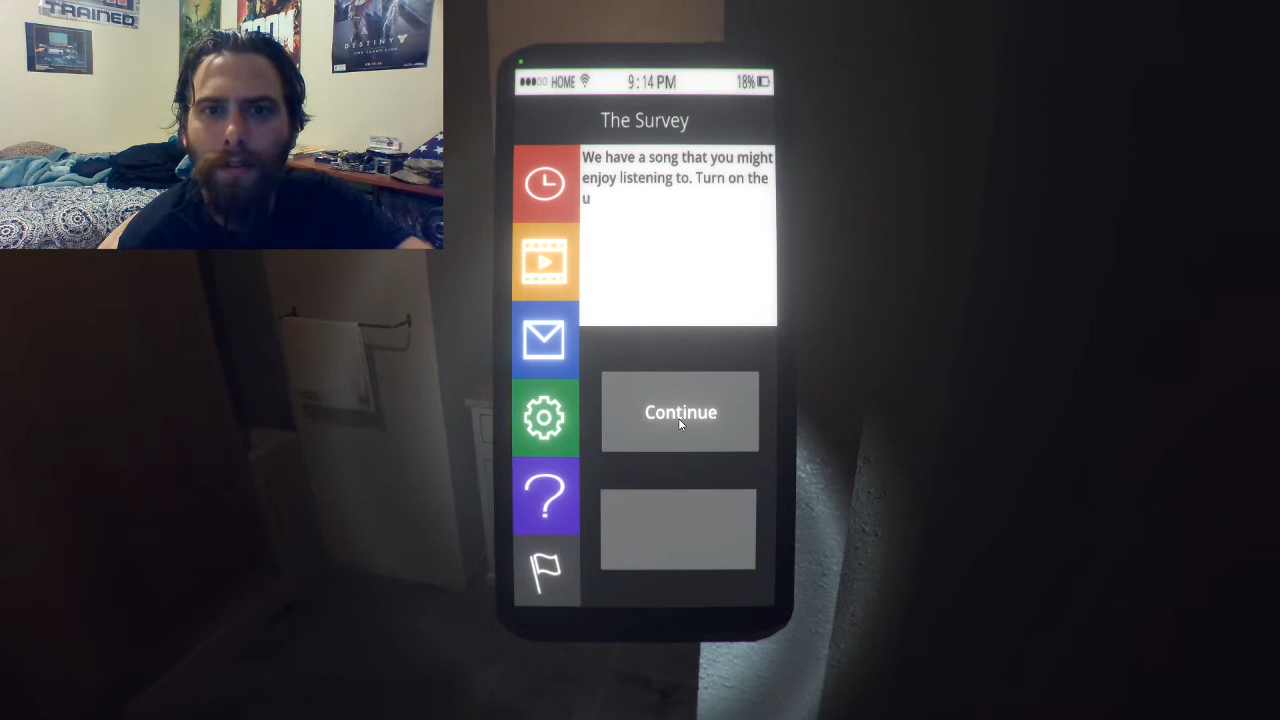 TRAINED
DESTINY
HOME
9:14 PM
18%
The Survey
We have a song that you might
enjoy listening to. Turn on the
u
Continue